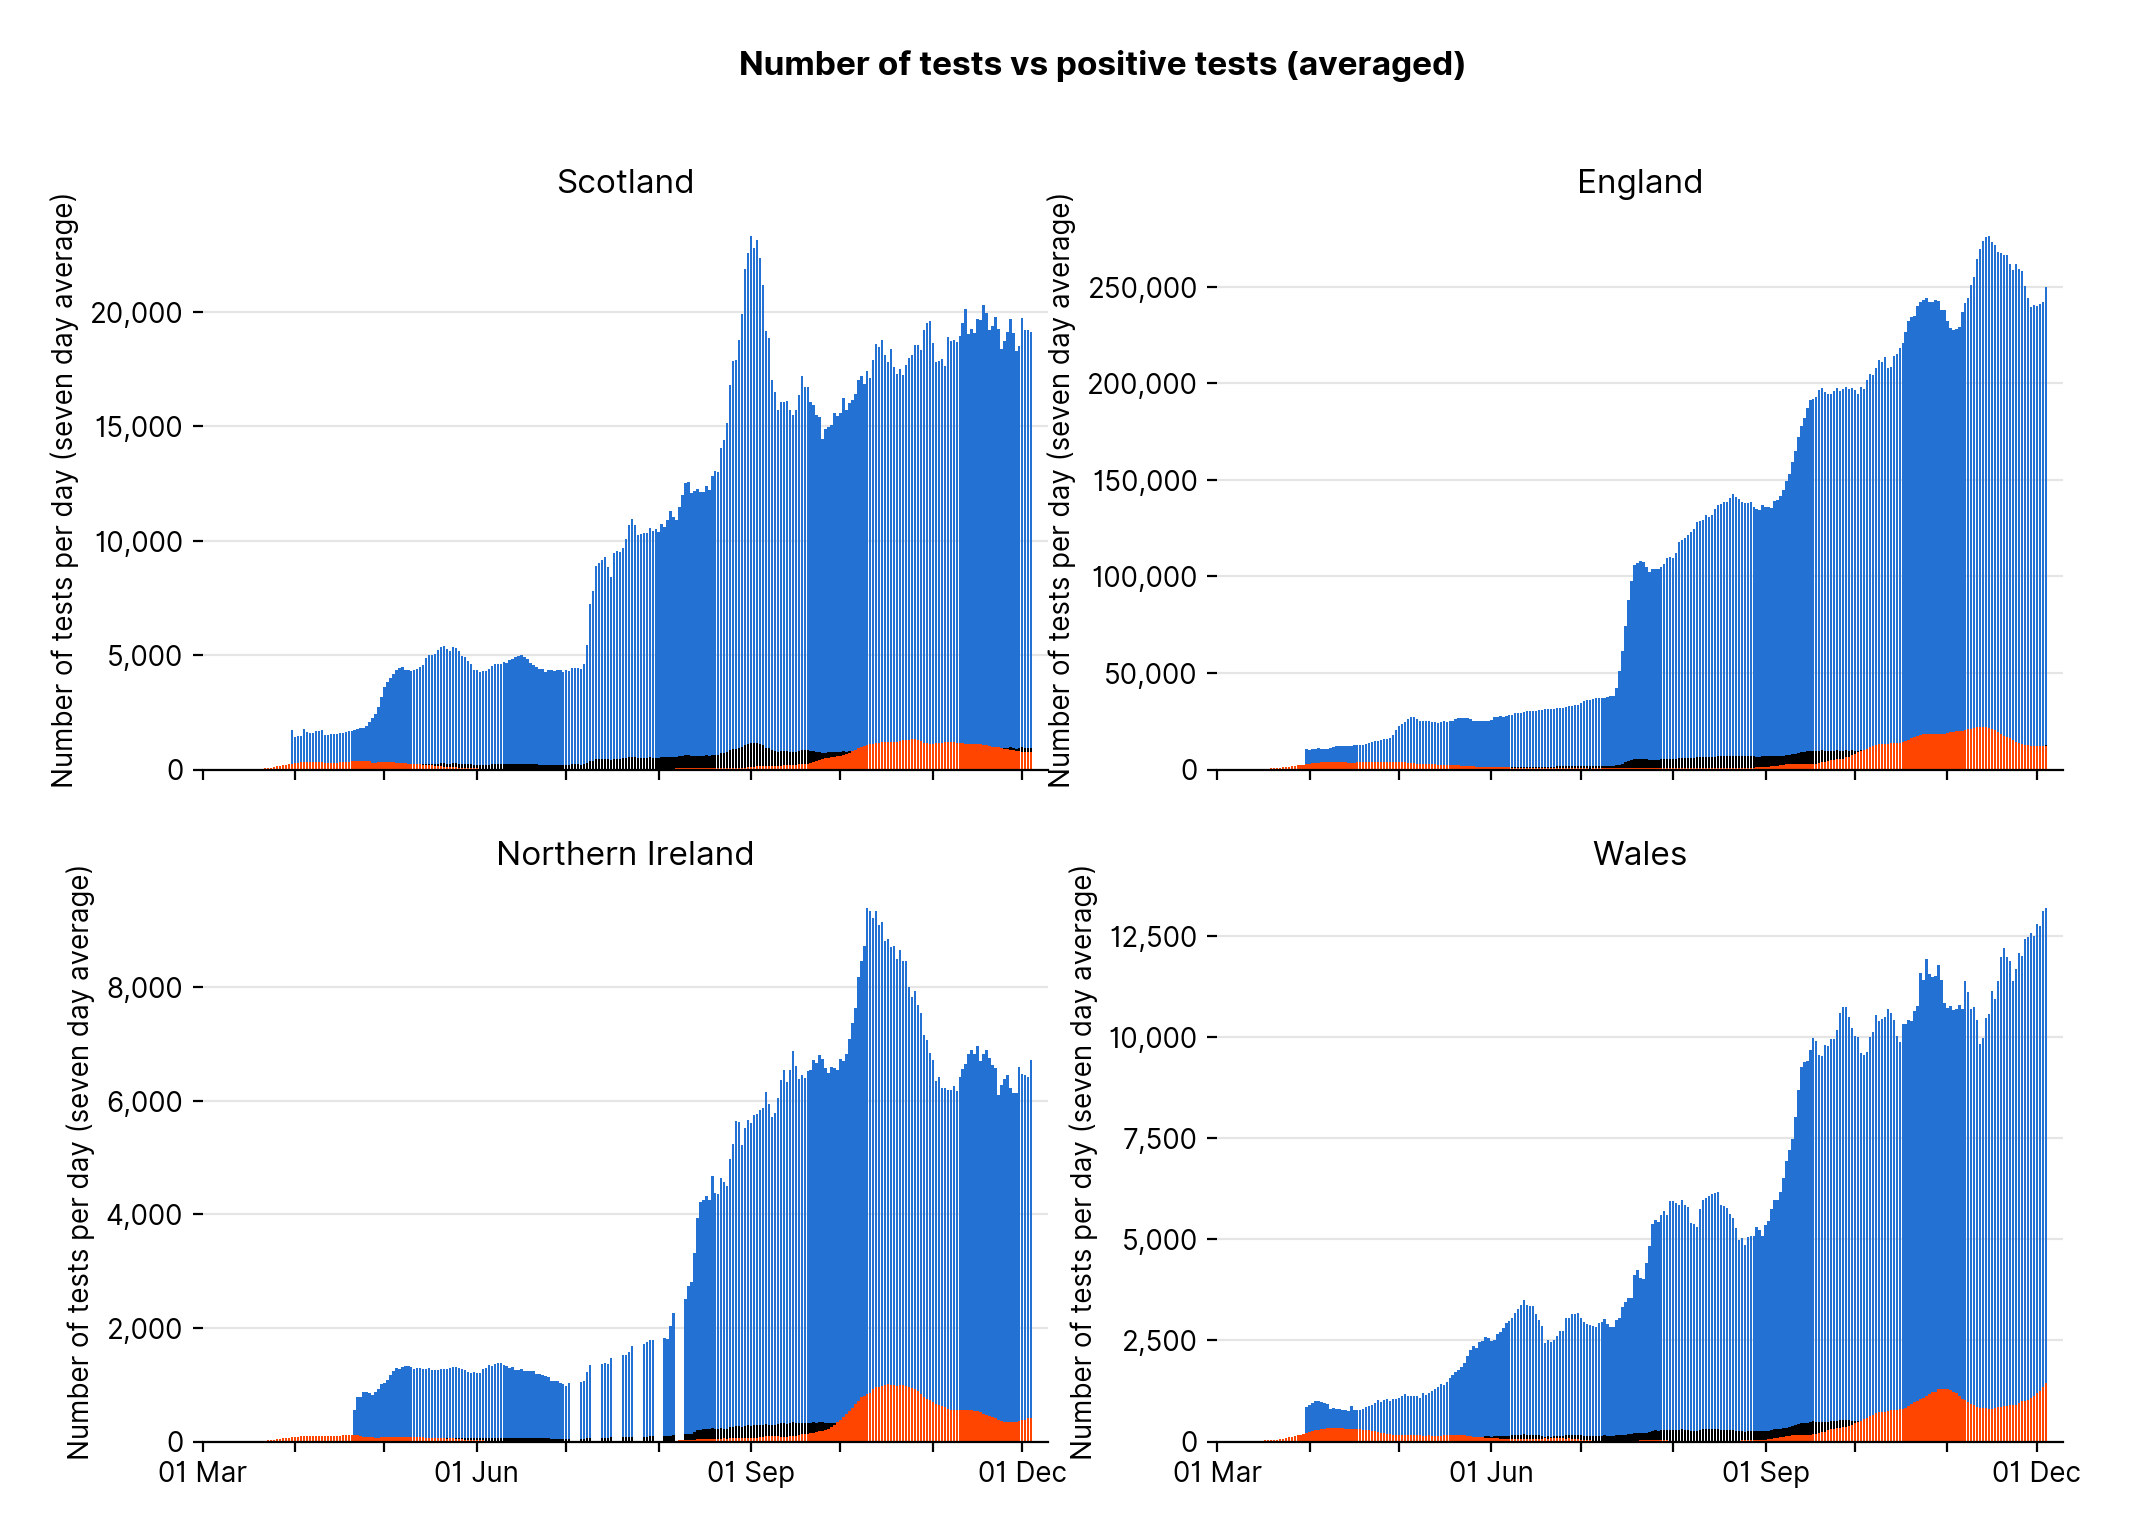 Number of tests vs positive tests (averaged)
Scotland
Number of tests per day (seven day average)
20,000
15,000
10,000
5,000
0
England
Number of tests per day (seven day average)
250,000
200,000
150,000
100,000
50,000
0
Northern Ireland
Number of tests per day (seven day average)
8,000
6,000
4,000
2,000
0
01 Mar
01 Jun
01 Sep
01 Dec
Wales
Number of tests per day (seven day average)
12,500
10,000
7,500
5,000
2,500
0
01 Mar
01 Jun
01 Sep
01 Dec